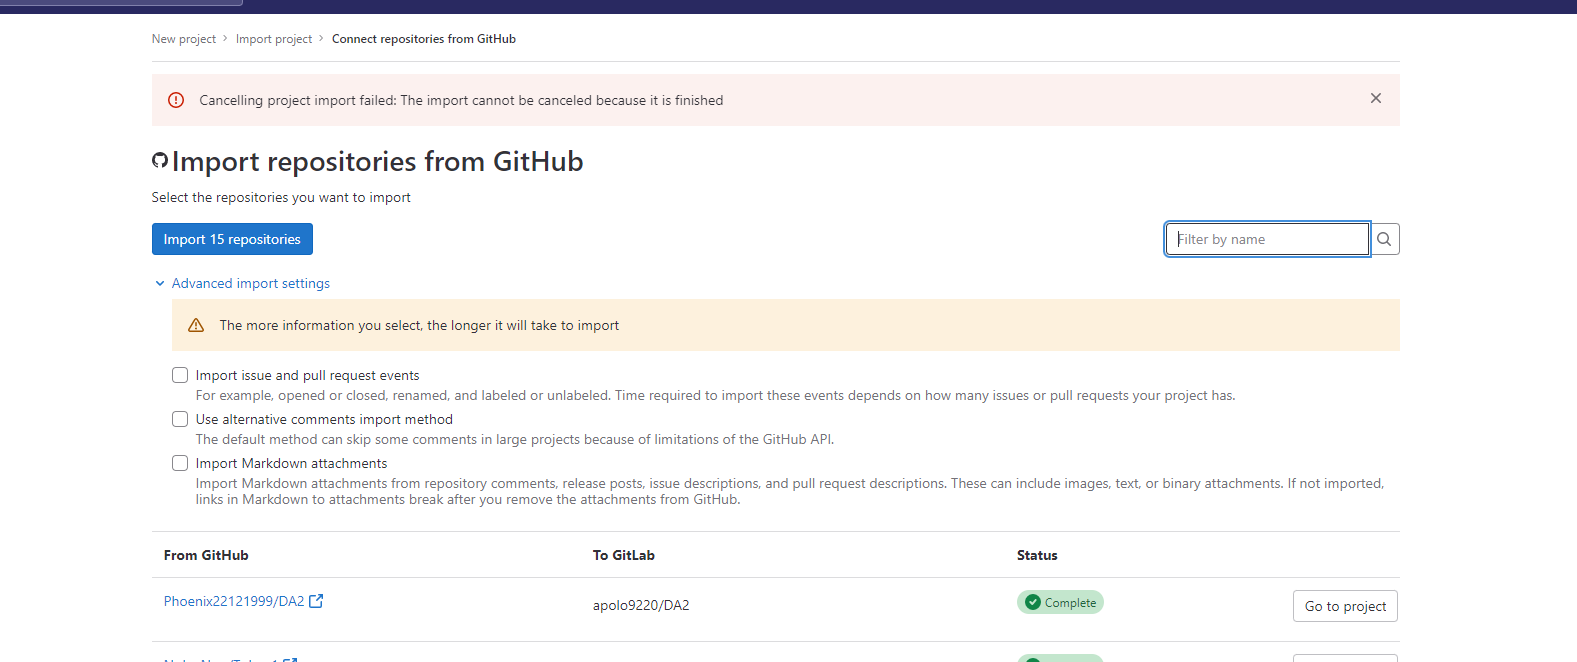 New project > Import project > Connect repositories from GitHub
Cancelling project import failed: The import cannot be canceled because it is finished
Import repositories from GitHub
Select the repositories you want to import
Import 15 repositories
Filter by name
Advanced import settings
The more information you select, the longer it will take to import
Import issue and pull request events
For example, opened or closed, renamed, and labeled or unlabeled. Time required to import these events depends on how many issues or pull requests your project has.
Use alternative comments import method
The default method can skip some comments in large projects because of limitations of the GitHub API.
Import Markdown attachments
Import Markdown attachments from repository comments, release posts, issue descriptions, and pull request descriptions. These can include images, text, or binary attachments. If not imported,
links in Markdown to attachments break after you remove the attachments from GitHub.
From GitHub To GitLab Status
Phoenix22121999/DA2 apolo9220/DA2 Complete Go to project